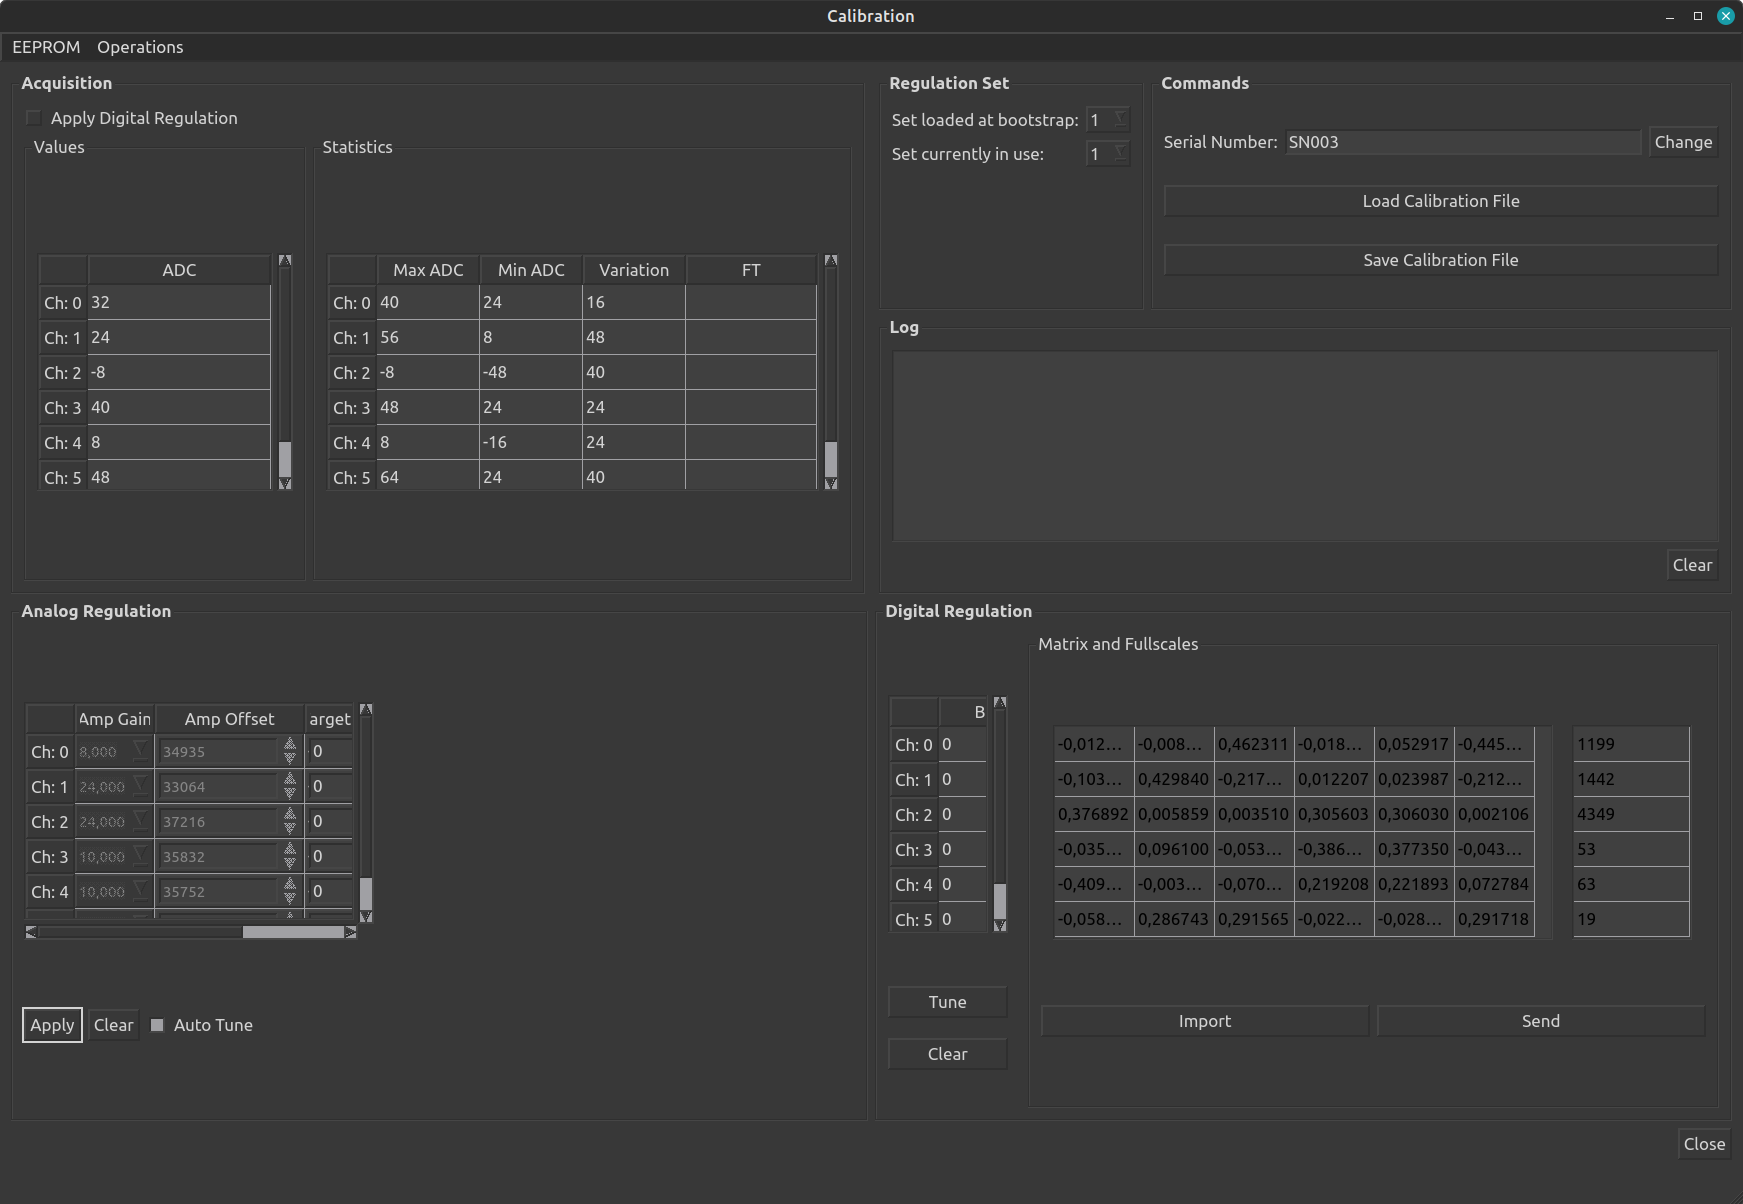 Calibration
EEPROM Operations
Acquisition
Apply Digital Regulation
Values
ADC
Ch: 0 32
Ch: 1 24
Ch: 2 -8
Ch: 3 40
Ch: 4 8
Ch: 5 48
Statistics
Max ADC Min ADC Variation FT
Ch: 0 40 24 16
Ch: 1 56 8 48
Ch: 2 -8 -48 40
Ch: 3 48 24 24
Ch: 4 8 -16 24
Ch: 5 64 24 40
Regulation Set
Set loaded at bootstrap: 1
Set currently in use: 1
Commands
Serial Number: SN003 Change
Load Calibration File
Save Calibration File
Log
Clear
Analog Regulation
Amp Gain Amp Offset arget
Ch: 0 8,000 34935 0
Ch: 1 24,000 33064 0
Ch: 2 24,000 37216 0
Ch: 3 10,000 35832 0
Ch: 4 10,000 35752 0
Apply Clear Auto Tune
Digital Regulation
B
Ch: 0 0
Ch: 1 0
Ch: 2 0
Ch: 3 0
Ch: 4 0
Ch: 5 0
Tune
Clear
Matrix and Fullscales
-0,012... -0,008... 0,462311 -0,018... 0,052917 -0,445... 1199
-0,103... 0,429840 -0,217... 0,012207 0,023987 -0,212... 1442
0,376892 0,005859 0,003510 0,305603 0,306030 0,002106 4349
-0,035... 0,096100 -0,053... -0,386... 0,377350 -0,043... 53
-0,409... -0,003... -0,070... 0,219208 0,221893 0,072784 63
-0,058... 0,286743 0,291565 -0,022... -0,028... 0,291718 19
Import Send
Close